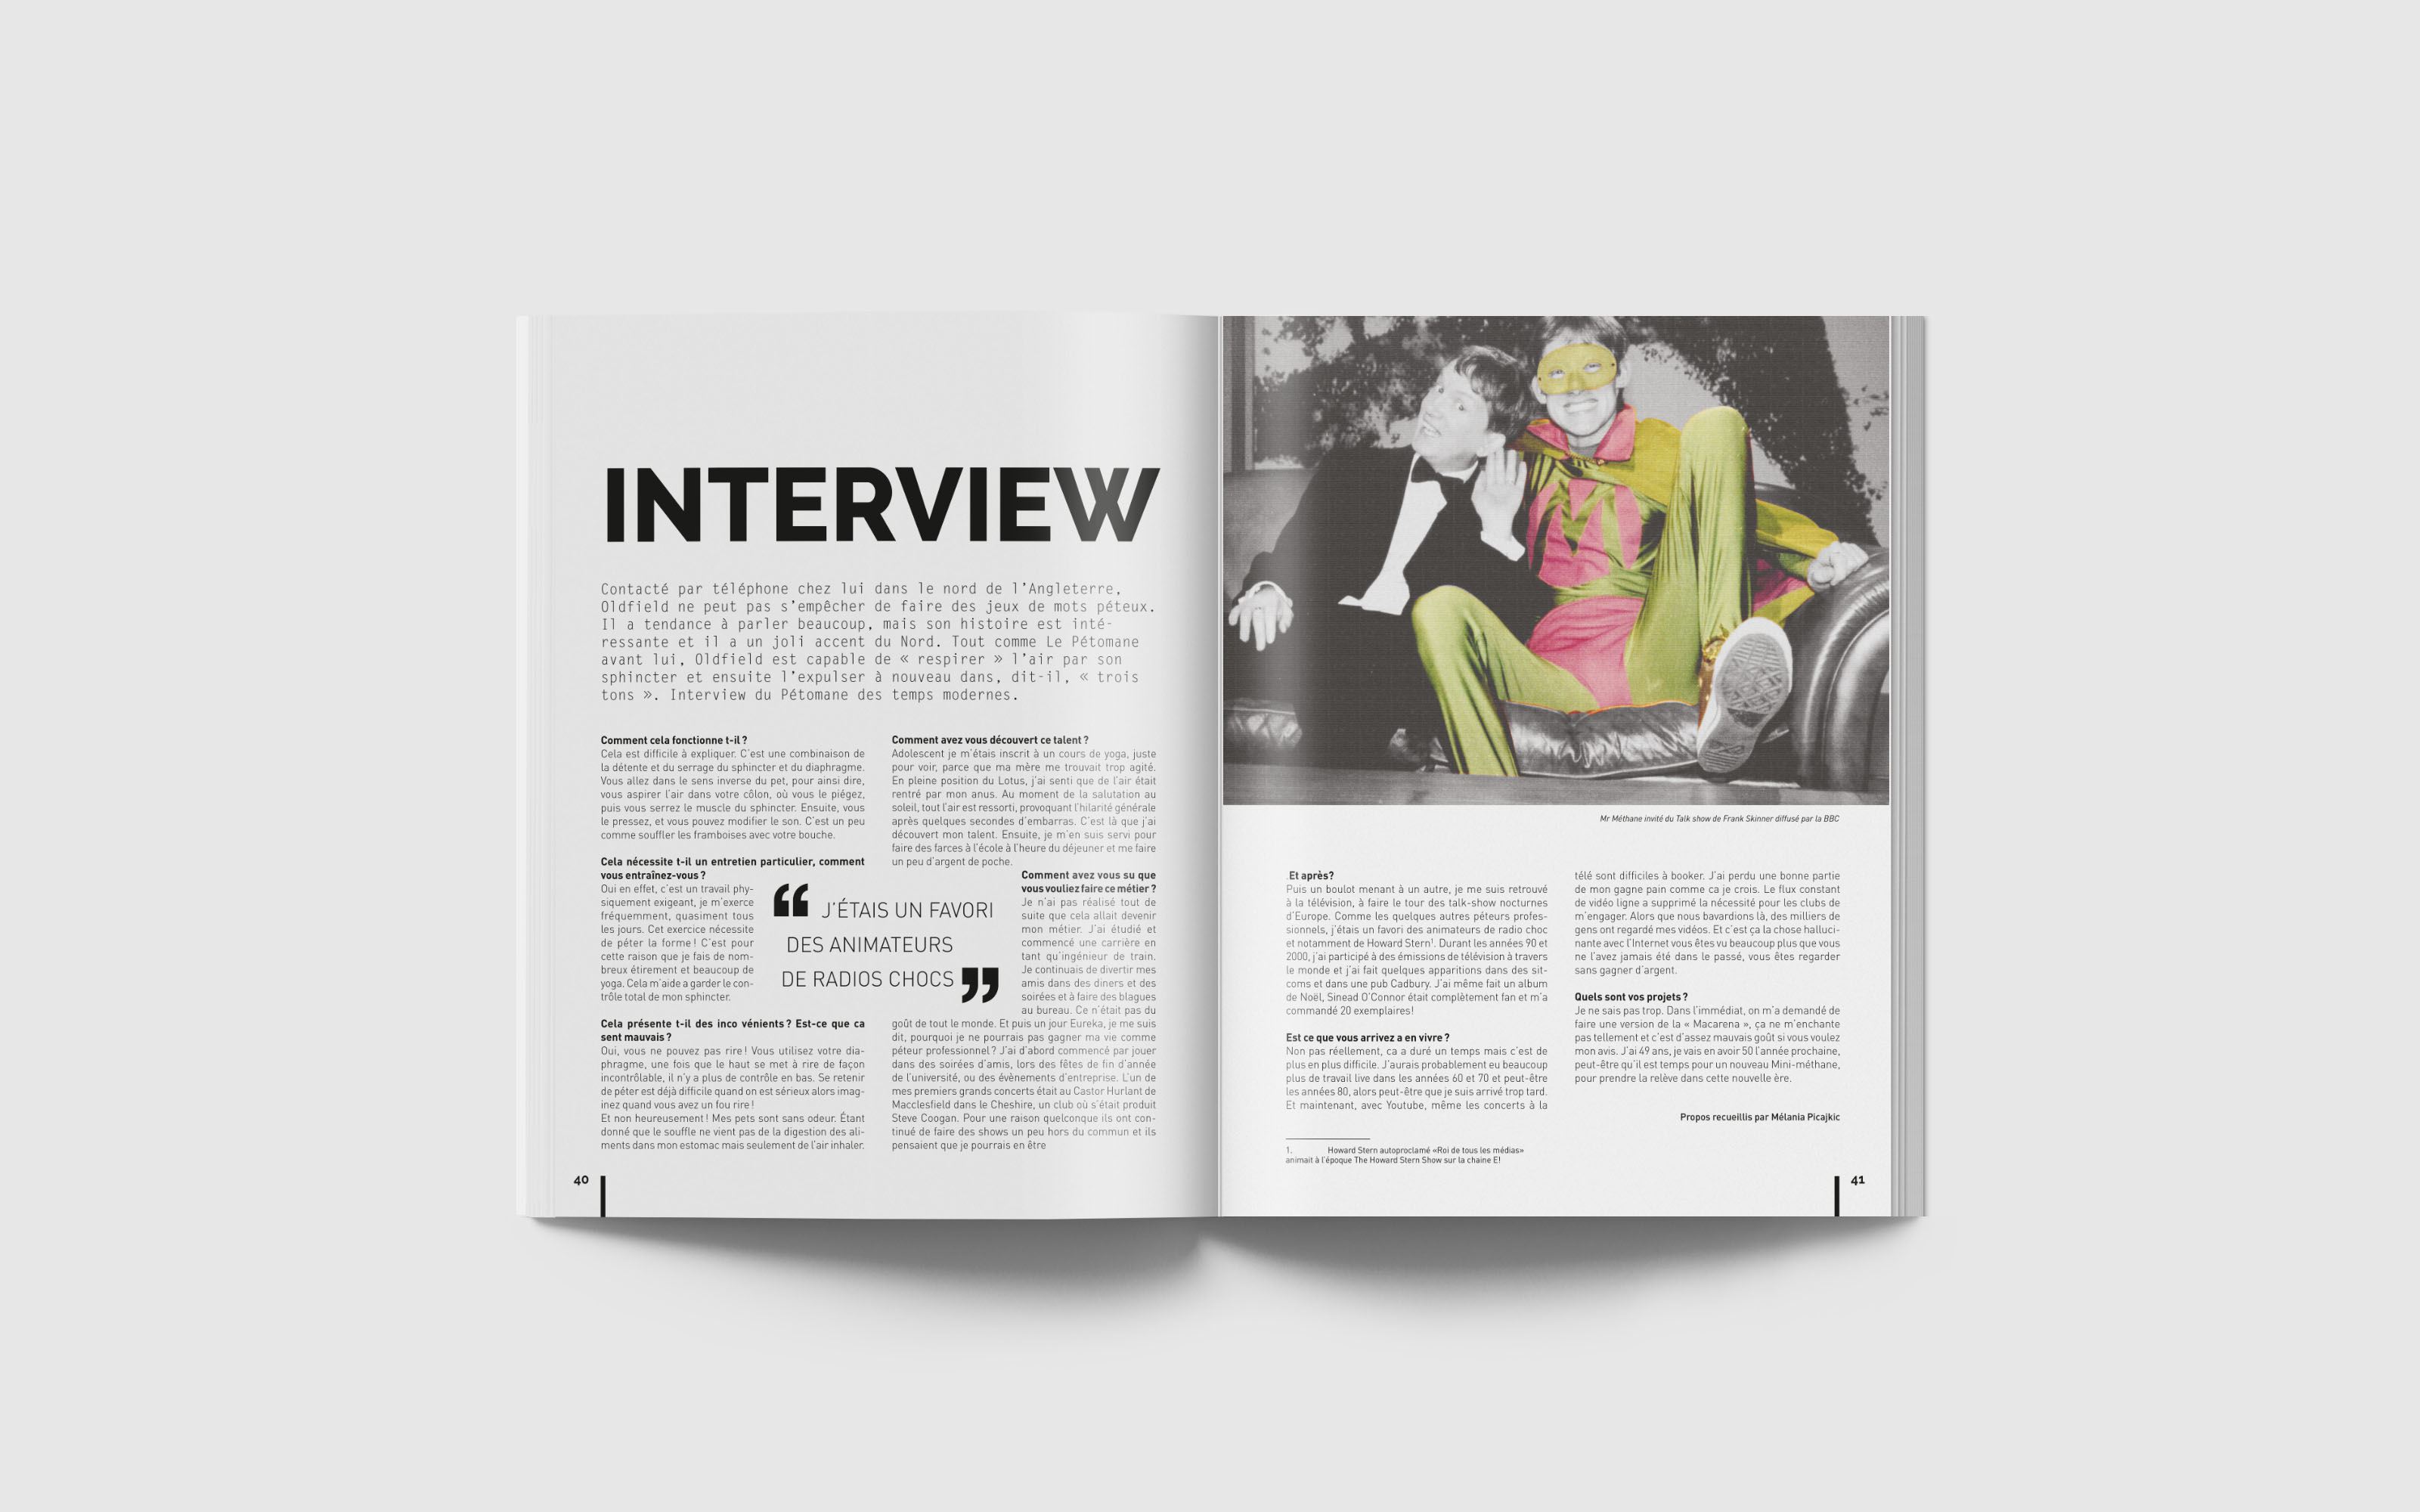 INTERVIEW
Contacté par téléphone chez lui dans le nord de l'Angleterre,
Oldfield ne peut pas s'empêcher de faire des jeux de mots péteux.
Il a tendance à parler beaucoup, mais son histoire est inté-
ressante et il a un joli accent du Nord. Tout comme Le Pétomane
avant lui, Oldfield est capable de « respirer » l'air par son
sphincter et ensuite l'expulser à nouveau dans, dit-il, « trois
tons ». Interview du Pétomane des temps modernes.
Comment cela fonctionne t-il ?
Cela est difficile à expliquer. C'est une combinaison de
la détente et du serrage du sphincter et du diaphragme.
Vous allez dans le sens inverse du pet, pour ainsi dire,
vous aspirer l'air dans votre côlon, où vous le piégez,
puis vous serrez le muscle du sphincter. Ensuite, vous
le pressez, et vous pouvez modifier le son. C'est un peu
comme souffler les framboises avec votre bouche.
Cela nécessite t-il un entretien particulier, comment
vous entraînez-vous ?
Oui en effet, c'est un travail phy-
siquement exigeant, je m'exerce
fréquemment, quasiment tous
les jours. Cet exercice nécessite
de péter la forme ! C'est pour
cette raison que je fais de nom-
breux étirement et beaucoup de
yoga. Cela m'aide a garder le con-
trôle total de mon sphincter.
Cela présente t-il des inco vénients ? Est-ce que ca
sent mauvais ?
Oui, vous ne pouvez pas rire ! Vous utilisez votre dia-
phragme, une fois que le haut se met à rire de façon
incontrôlable, il n'y a plus de contrôle en bas. Se retenir
de péter est déjà difficile quand on est sérieux alors imag-
inez quand vous avez un fou rire !
Et non heureusement ! Mes pets sont sans odeur. Étant
donné que le souffle ne vient pas de la digestion des ali-
ments dans mon estomac mais seulement de l'air inhaler.
“ J'ÉTAIS UN FAVORI
DES ANIMATEURS
DE RADIOS CHOCS ”
Comment avez vous découvert ce talent ?
Adolescent je m'étais inscrit à un cours de yoga, juste
pour voir, parce que ma mère me trouvait trop agité.
En pleine position du Lotus, j'ai senti que de l'air était
rentré par mon anus. Au moment de la salutation au
soleil, tout l'air est ressorti, provoquant l'hilarité générale
après quelques secondes d'embarras. C'est là que j'ai
découvert mon talent. Ensuite, je m'en suis servi pour
faire des farces à l'école à l'heure du déjeuner et me faire
un peu d'argent de poche.
Comment avez vous su que
vous vouliez faire ce métier ?
Je n'ai pas réalisé tout de
suite que cela allait devenir
mon métier. J'ai étudié et
commencé une carrière en
tant qu'ingénieur de train.
Je continuais de divertir mes
amis dans des diners et des
soirées et à faire des blagues
au bureau. Ce n'était pas du
goût de tout le monde. Et puis un jour Eureka, je me suis
dit, pourquoi je ne pourrais pas gagner ma vie comme
péteur professionnel ? J'ai d'abord commencé par jouer
dans des soirées d'amis, lors des fêtes de fin d'année
de l'université, ou des évènements d'entreprise. L'un de
mes premiers grands concerts était au Castor Hurlant de
Macclesfield dans le Cheshire, un club où s'était produit
Steve Coogan. Pour une raison quelconque ils ont con-
tinué de faire des shows un peu hors du commun et ils
pensaient que je pourrais en être
40
Mr Méthane invité du Talk show de Frank Skinner diffusé par la BBC
Et après?
Puis un boulot menant à un autre, je me suis retrouvé
à la télévision, à faire le tour des talk-show nocturnes
d'Europe. Comme les quelques autres péteurs profes-
sionnels, j'étais un favori des animateurs de radio choc
et notamment de Howard Stern¹. Durant les années 90 et
2000, j'ai participé à des émissions de télévision à travers
le monde et j'ai fait quelques apparitions dans des sit-
coms et dans une pub Cadbury. J'ai même fait un album
de Noël, Sinead O'Connor était complètement fan et m'a
commandé 20 exemplaires!
Est ce que vous arrivez a en vivre ?
Non pas réellement, ca a duré un temps mais c'est de
plus en plus difficile. J'aurais probablement eu beaucoup
plus de travail live dans les années 60 et 70 et peut-être
les années 80, alors peut-être que je suis arrivé trop tard.
Et maintenant, avec Youtube, même les concerts à la
télé sont difficiles à booker. J'ai perdu une bonne partie
de mon gagne pain comme ca je crois. Le flux constant
de vidéo ligne a supprimé la nécessité pour les clubs de
m'engager. Alors que nous bavardions là, des milliers de
gens ont regardé mes vidéos. Et c'est ça la chose halluci-
nante avec l'Internet vous êtes vu beaucoup plus que vous
ne l'avez jamais été dans le passé, vous êtes regarder
sans gagner d'argent.
Quels sont vos projets ?
Je ne sais pas trop. Dans l'immédiat, on m'a demandé de
faire une version de la « Macarena », ça ne m'enchante
pas tellement et c'est d'assez mauvais goût si vous voulez
mon avis. J'ai 49 ans, je vais en avoir 50 l'année prochaine,
peut-être qu'il est temps pour un nouveau Mini-méthane,
pour prendre la relève dans cette nouvelle ère.
Propos recueillis par Mélania Picajkic
1. Howard Stern autoproclamé «Roi de tous les médias»
animait à l'époque The Howard Stern Show sur la chaine E!
41